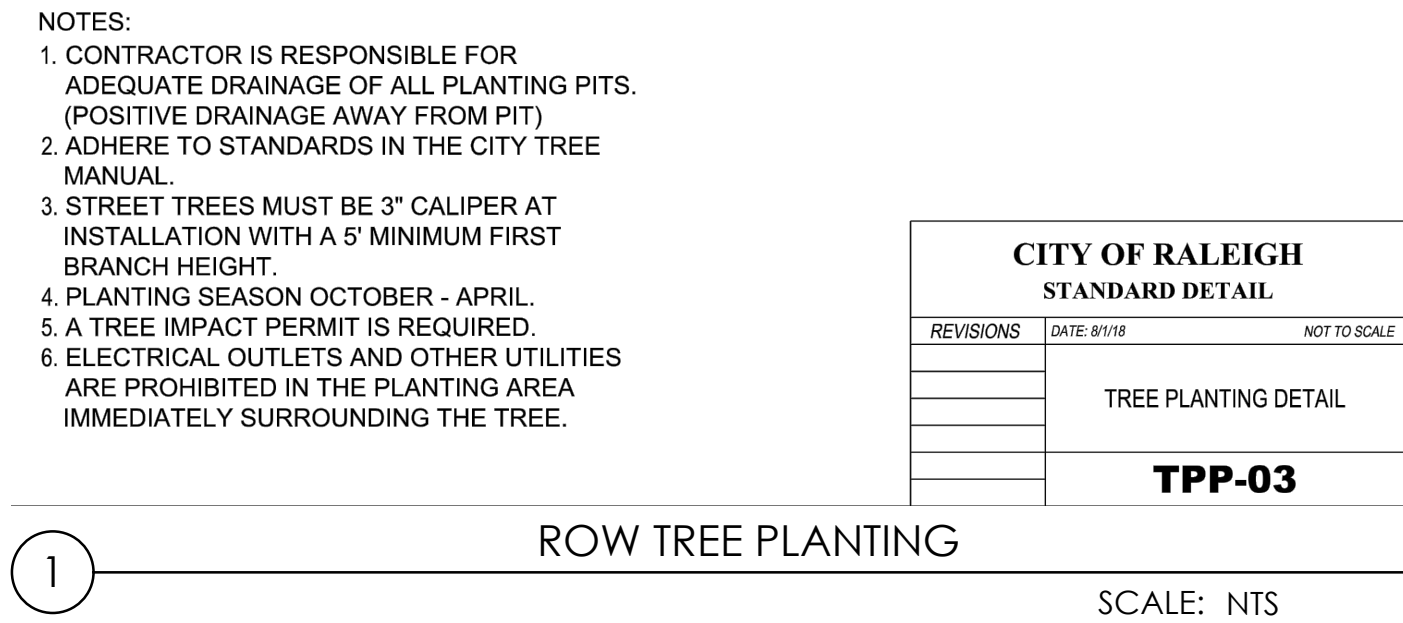 NOTES:
1. CONTRACTOR IS RESPONSIBLE FOR
ADEQUATE DRAINAGE OF ALL PLANTING PITS.
(POSITIVE DRAINAGE AWAY FROM PIT)
2. ADHERE TO STANDARDS IN THE CITY TREE
MANUAL.
3. STREET TREES MUST BE 3" CALIPER AT
INSTALLATION WITH A 5' MINIMUM FIRST
BRANCH HEIGHT.
4. PLANTING SEASON OCTOBER - APRIL.
5. A TREE IMPACT PERMIT IS REQUIRED.
6. ELECTRICAL OUTLETS AND OTHER UTILITIES
ARE PROHIBITED IN THE PLANTING AREA
IMMEDIATELY SURROUNDING THE TREE.
CITY OF RALEIGH
STANDARD DETAIL
REVISIONS DATE: 8/1/18 NOT TO SCALE
TREE PLANTING DETAIL
TPP-03
1 ROW TREE PLANTING
SCALE: NTS